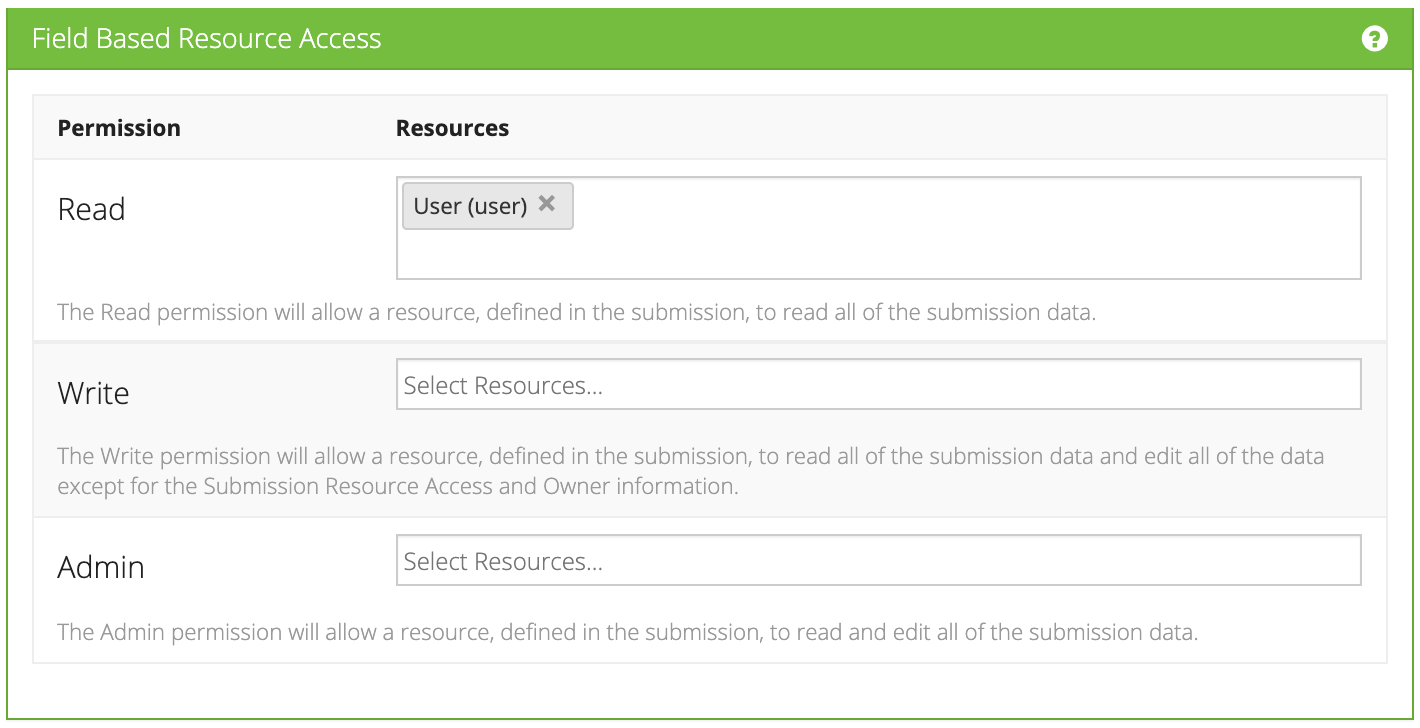 Field Based Resource Access
Permission Resources
Read
User (user) ×
The Read permission will allow a resource, defined in the submission, to read all of the submission data.
Write
Select Resources...
The Write permission will allow a resource, defined in the submission, to read all of the submission data and edit all of the data
except for the Submission Resource Access and Owner information.
Admin
Select Resources...
The Admin permission will allow a resource, defined in the submission, to read and edit all of the submission data.